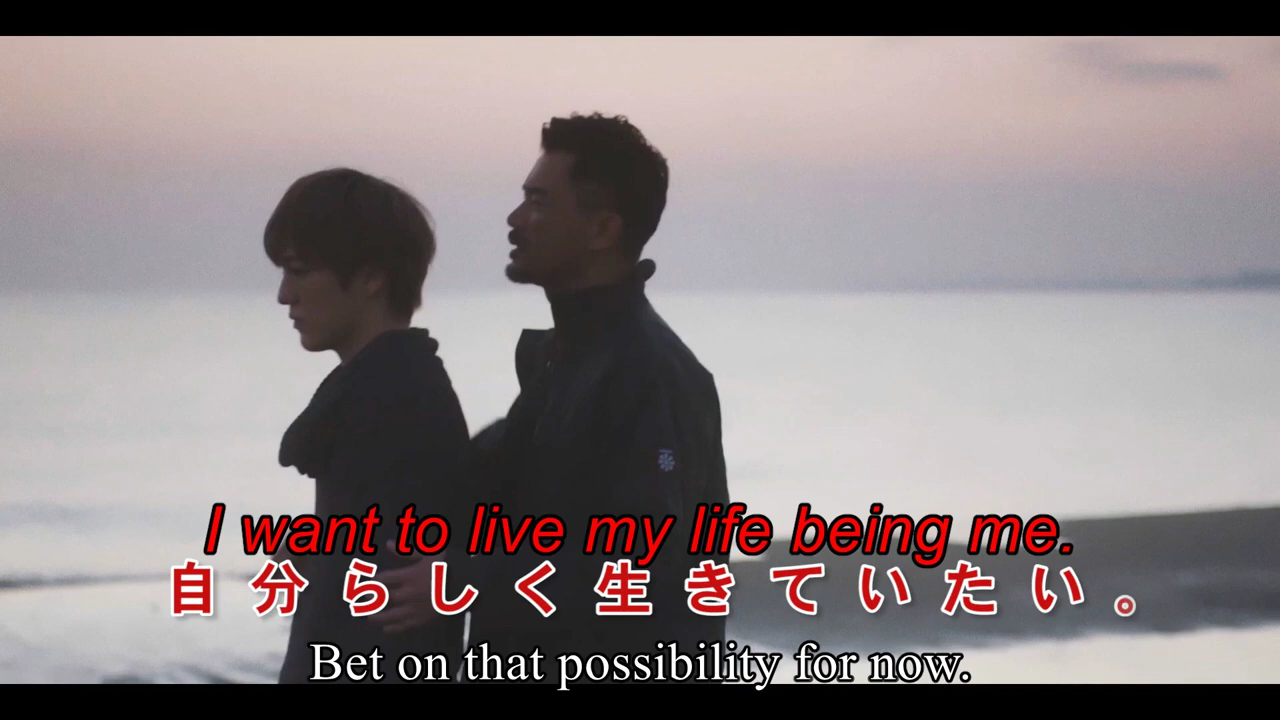 I want to live my life being me.
自分らしく生きていたい。
Bet on that possibility for now.